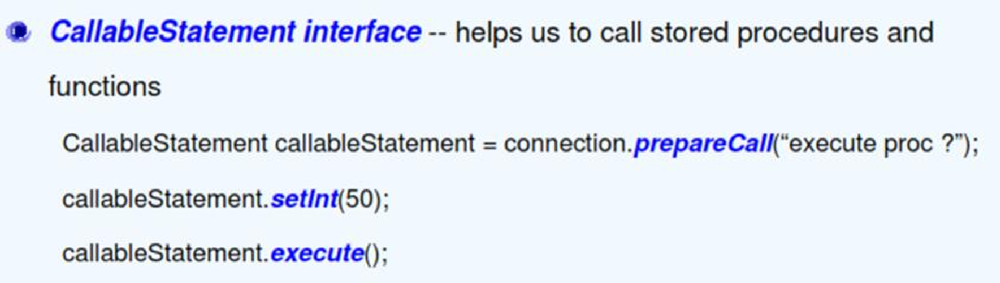 CallableStatement interface -- helps us to call stored procedures and
functions
CallableStatement callableStatement = connection.prepareCall(“execute proc ?”);
callableStatement.setInt(50);
callableStatement.execute();